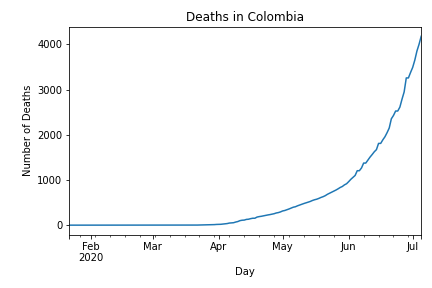 Deaths in Colombia
Number of Deaths
4000
3000
2000
1000
0
Feb
2020
Mar
Apr
May
Jun
Jul
Day